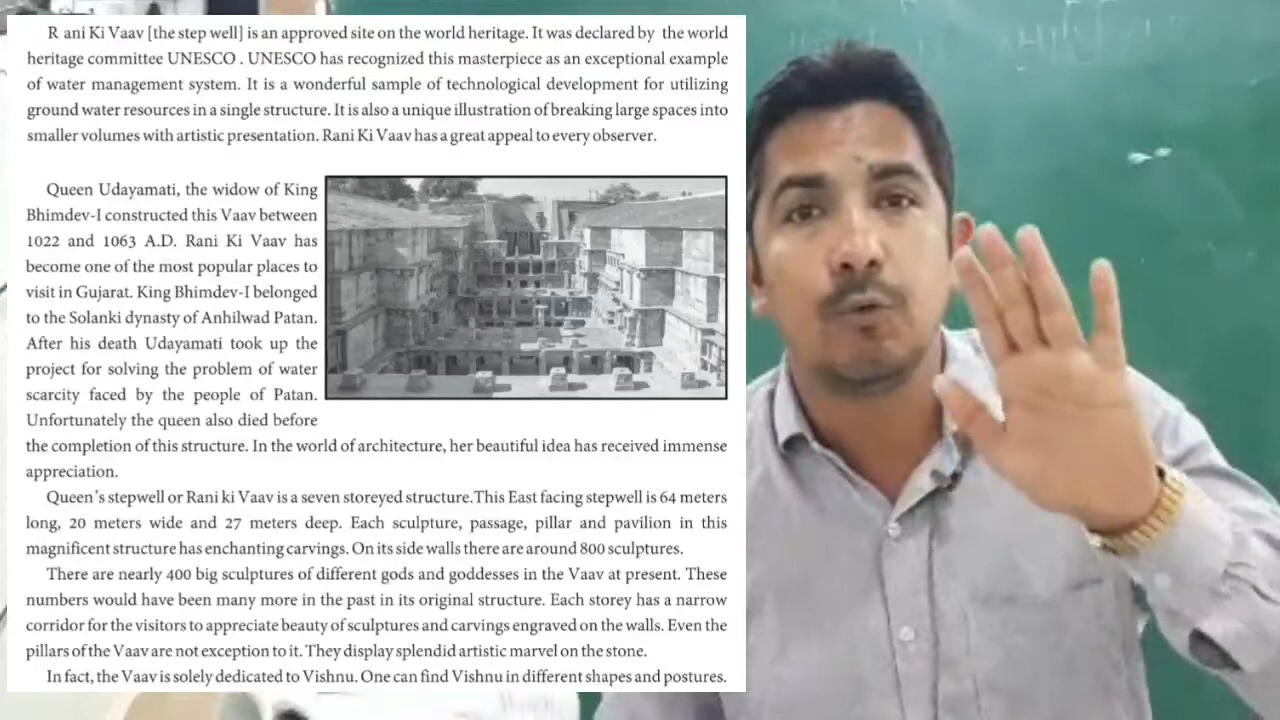 R ani Ki Vaav [the step well] is an approved site on the world heritage. It was declared by the world
heritage committee UNESCO . UNESCO has recognized this masterpiece as an exceptional example
of water management system. It is a wonderful sample of technological development for utilizing
ground water resources in a single structure. It is also a unique illustration of breaking large spaces into
smaller volumes with artistic presentation. Rani Ki Vaav has a great appeal to every observer.
Queen Udayamati, the widow of King
Bhimdev-I constructed this Vaav between
1022 and 1063 A.D. Rani Ki Vaav has
become one of the most popular places to
visit in Gujarat. King Bhimdev-I belonged
to the Solanki dynasty of Anhilwad Patan.
After his death Udayamati took up the
project for solving the problem of water
scarcity faced by the people of Patan.
Unfortunately the queen also died before
the completion of this structure. In the world of architecture, her beautiful idea has received immense
appreciation.
Queen's stepwell or Rani ki Vaav is a seven storeyed structure.This East facing stepwell is 64 meters
long, 20 meters wide and 27 meters deep. Each sculpture, passage, pillar and pavilion in this
magnificent structure has enchanting carvings. On its side walls there are around 800 sculptures.
There are nearly 400 big sculptures of different gods and goddesses in the Vaav at present. These
numbers would have been many more in the past in its original structure. Each storey has a narrow
corridor for the visitors to appreciate beauty of sculptures and carvings engraved on the walls. Even the
pillars of the Vaav are not exception to it. They display splendid artistic marvel on the stone.
In fact, the Vaav is solely dedicated to Vishnu. One can find Vishnu in different shapes and postures.